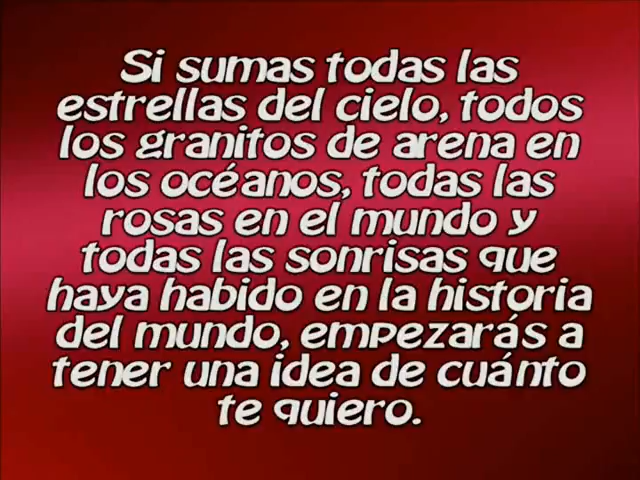 Si sumas todas las
estrellas del cielo, todos
los granitos de arena en
los océanos, todas las
rosas en el mundo y
todas las sonrisas que
haya habido en la historia
del mundo, empezarás a
tener una idea de cuánto
te quiero.